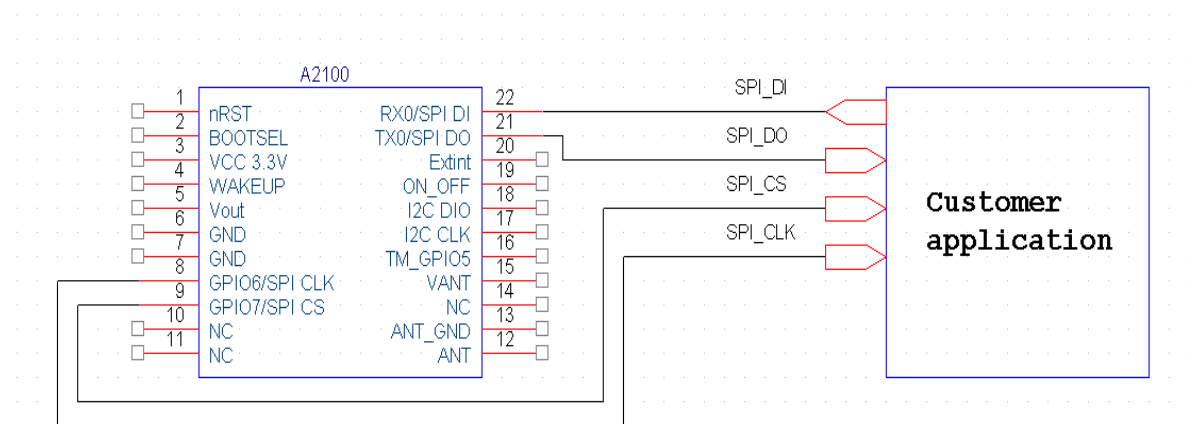 A2100
1 nRST
2 BOOTSEL
3 VCC 3.3V
4 WAKEUP
5 Vout
6 GND
7 GND
8 GPIO6/SPI CLK
9 GPIO7/SPI CS
10 NC
11 NC
RX0/SPI DI 22
TX0/SPI DO 21
Extint 20
ON_OFF 19
I2C DIO 18
I2C CLK 17
TM_GPIO5 16
VANT 15
NC 14
ANT_GND 13
ANT 12
SPI_DI
SPI_DO
SPI_CS
SPI_CLK
Customer
application